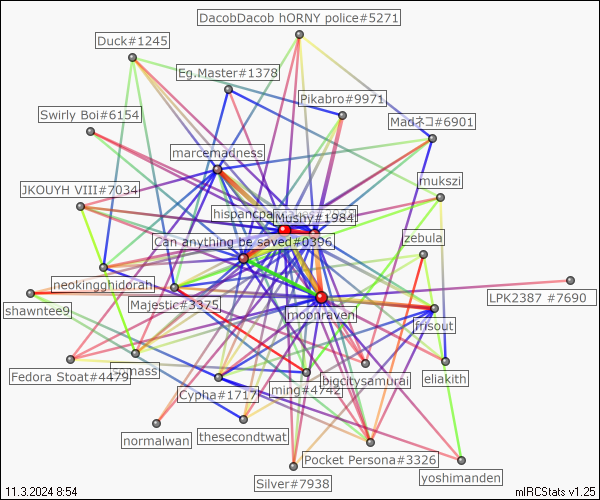 DacobDacob hORNY police#5271
Duck#1245
Eg.Master#1378
Pikabro#9971
Swirly Boi#6154
Madネコ#6901
marcemadness
mukszi
JKOUYH VIII#7034
hispancpa
Mushy#1984
zebula
Can anything be saved#0396
neokingghidorah
Majestic#3375
LPK2387 #7690
shawntee9
moonraven
frisout
Fedora Stoat#4479
mass
bigcitysamurai
eliakith
Cypha#1717
ming#4742
normalwan
thesecondtwat
Pocket Persona#3326
Silver#7938
yoshimanden
11.3.2024 8:54
mIRCStats v1.25